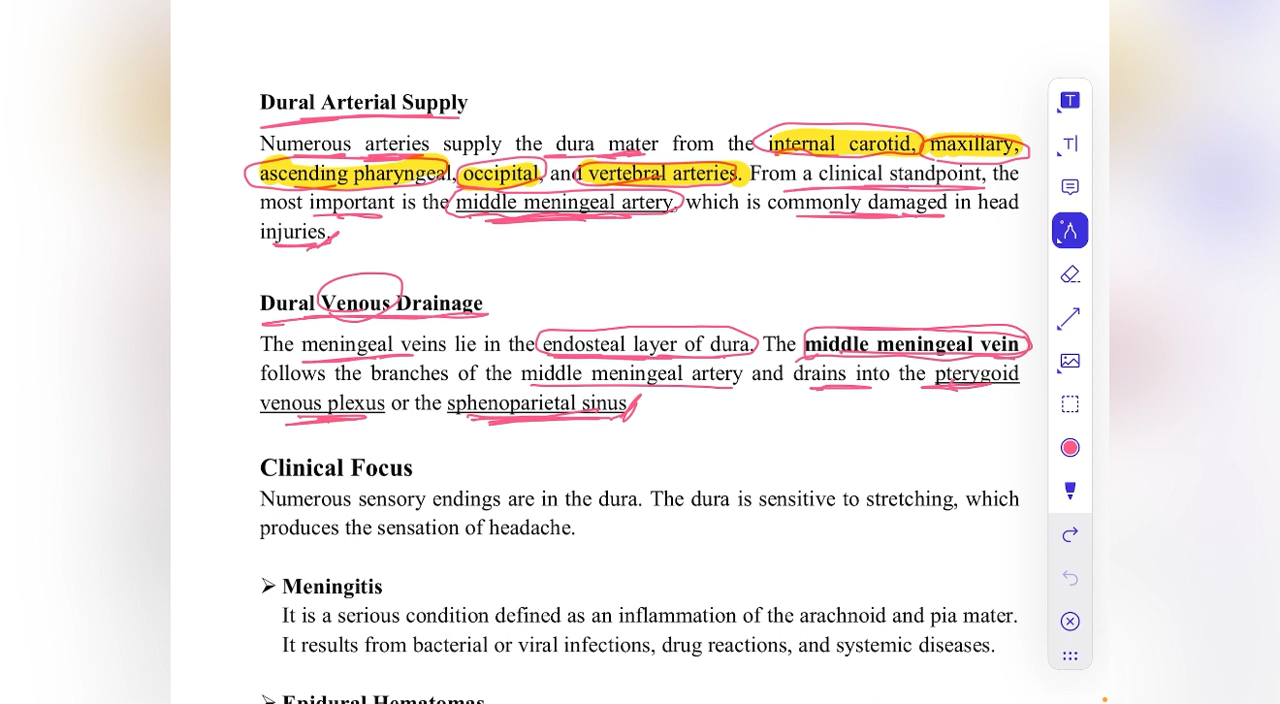 Dural Arterial Supply
Numerous arteries supply the dura mater from the internal carotid, maxillary,
ascending pharyngeal, occipital, and vertebral arteries. From a clinical standpoint, the
most important is the middle meningeal artery, which is commonly damaged in head
injuries.
Dural Venous Drainage
The meningeal veins lie in the endosteal layer of dura. The middle meningeal vein
follows the branches of the middle meningeal artery and drains into the pterygoid
venous plexus or the sphenoparietal sinus
Clinical Focus
Numerous sensory endings are in the dura. The dura is sensitive to stretching, which
produces the sensation of headache.
➢ Meningitis
It is a serious condition defined as an inflammation of the arachnoid and pia mater.
It results from bacterial or viral infections, drug reactions, and systemic diseases.
➢ Epidural Hematomas